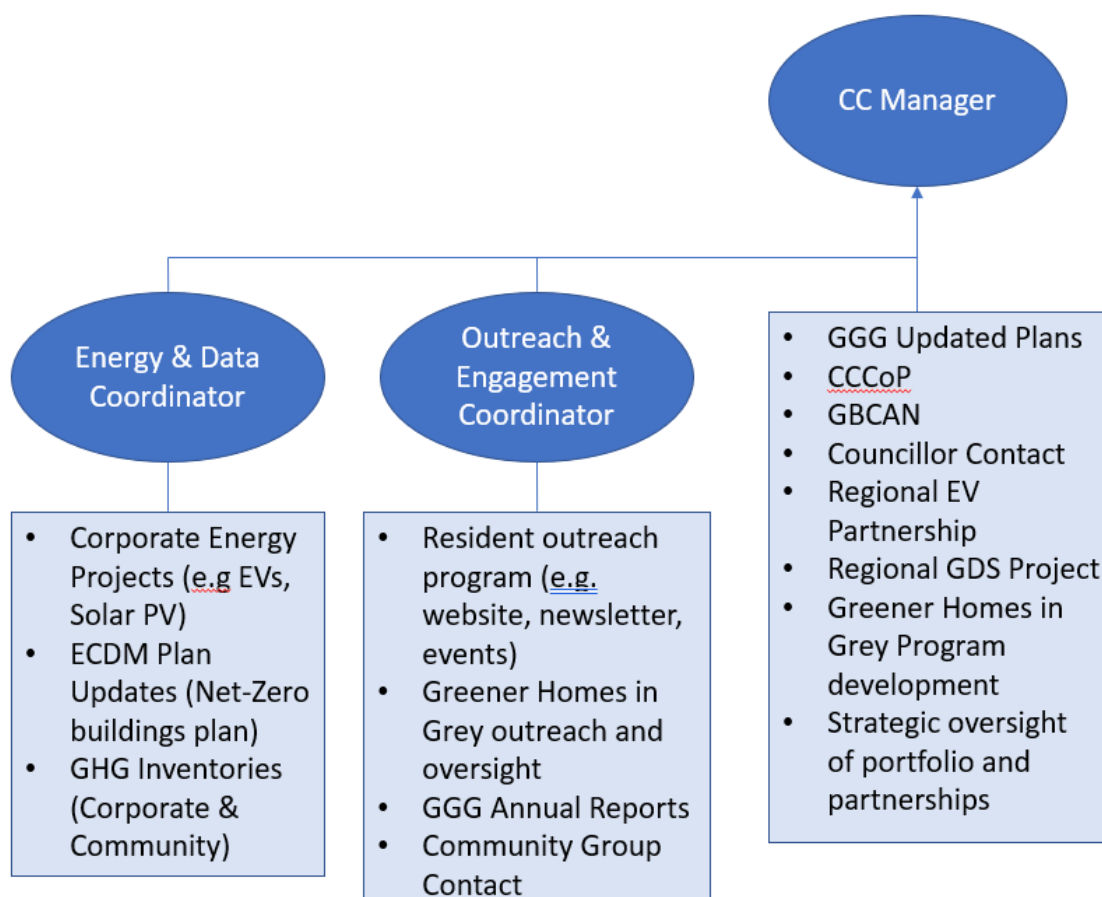 CC Manager
Energy & Data
Coordinator
Outreach &
Engagement
Coordinator
• Corporate Energy
Projects (e.g EVs,
Solar PV)
• ECDM Plan
Updates (Net-Zero
buildings plan)
• GHG Inventories
(Corporate &
Community)
• Resident outreach
program (e.g.
website, newsletter,
events)
• Greener Homes in
Grey outreach and
oversight
• GGG Annual Reports
• Community Group
Contact
• GGG Updated Plans
• CCCoP
• GBCAN
• Councillor Contact
• Regional EV
Partnership
• Regional GDS Project
• Greener Homes in
Grey Program
development
• Strategic oversight
of portfolio and
partnerships